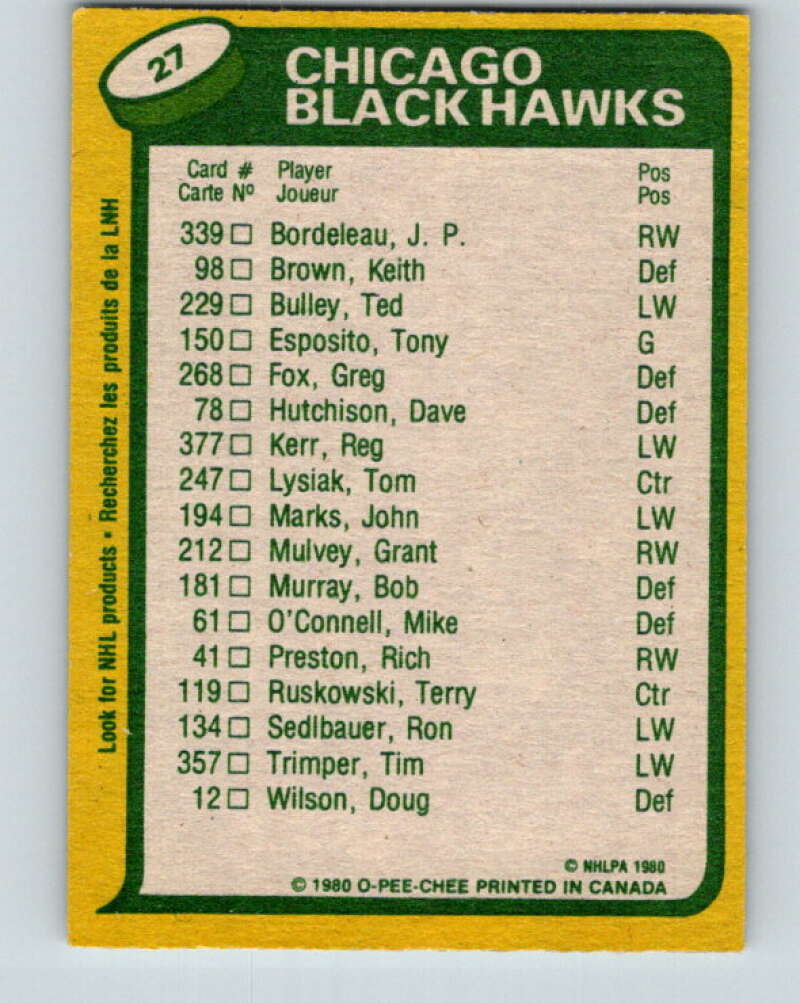 27
CHICAGO
BLACK HAWKS
Card # Player Pos
Carte Nº Joueur Pos
339 □ Bordeleau, J. P. RW
98 □ Brown, Keith Def
229 □ Bulley, Ted LW
150 □ Esposito, Tony G
268 □ Fox, Greg Def
78 □ Hutchison, Dave Def
377 □ Kerr, Reg LW
247 □ Lysiak, Tom Ctr
194 □ Marks, John LW
212 □ Mulvey, Grant RW
181 □ Murray, Bob Def
61 □ O'Connell, Mike Def
41 □ Preston, Rich RW
119 □ Ruskowski, Terry Ctr
134 □ Sedlbauer, Ron LW
357 □ Trimper, Tim LW
12 □ Wilson, Doug Def
© NHLPA 1980
© 1980 O-PEE-CHEE PRINTED IN CANADA
Look for NHL products • Recherchez les produits de la LNH